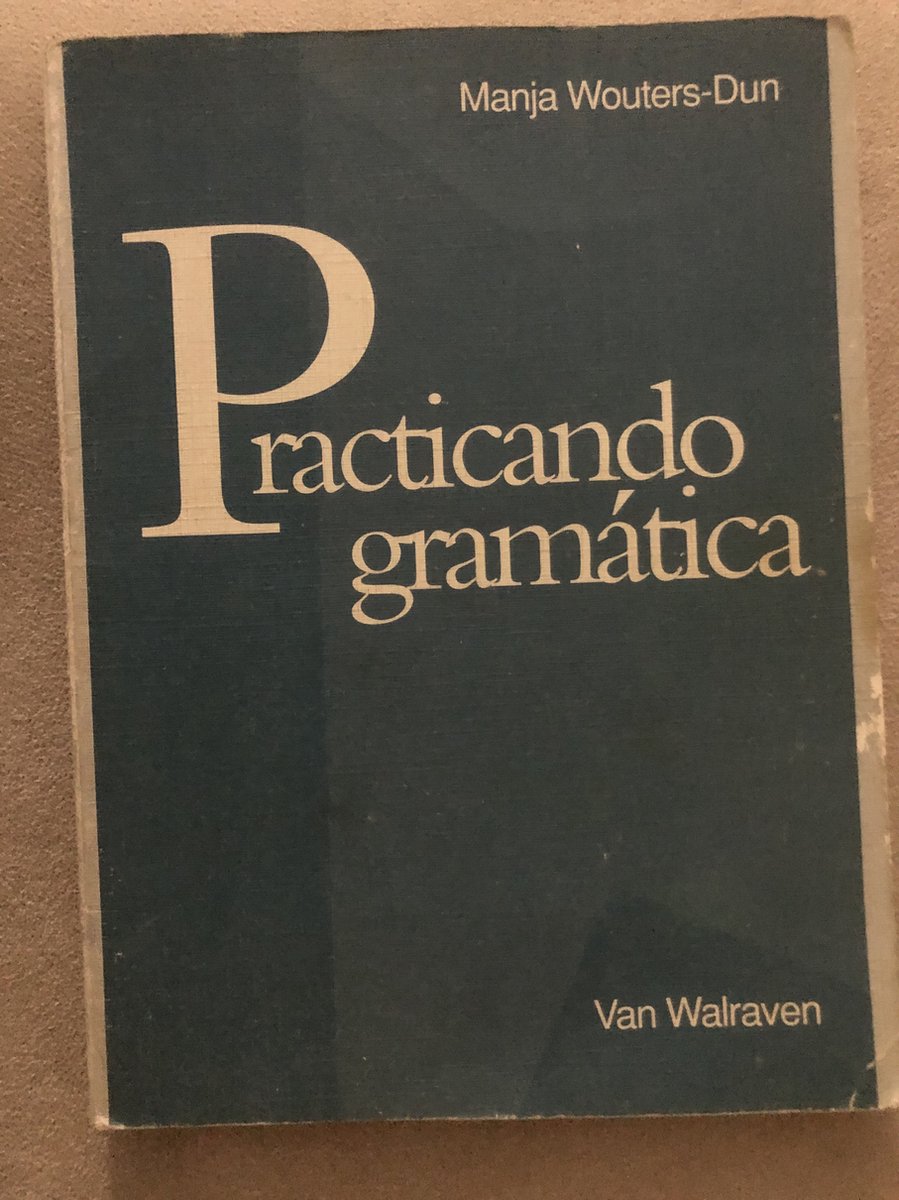 Manja Wouters-Dun
Practicando
gramática
Van Walraven